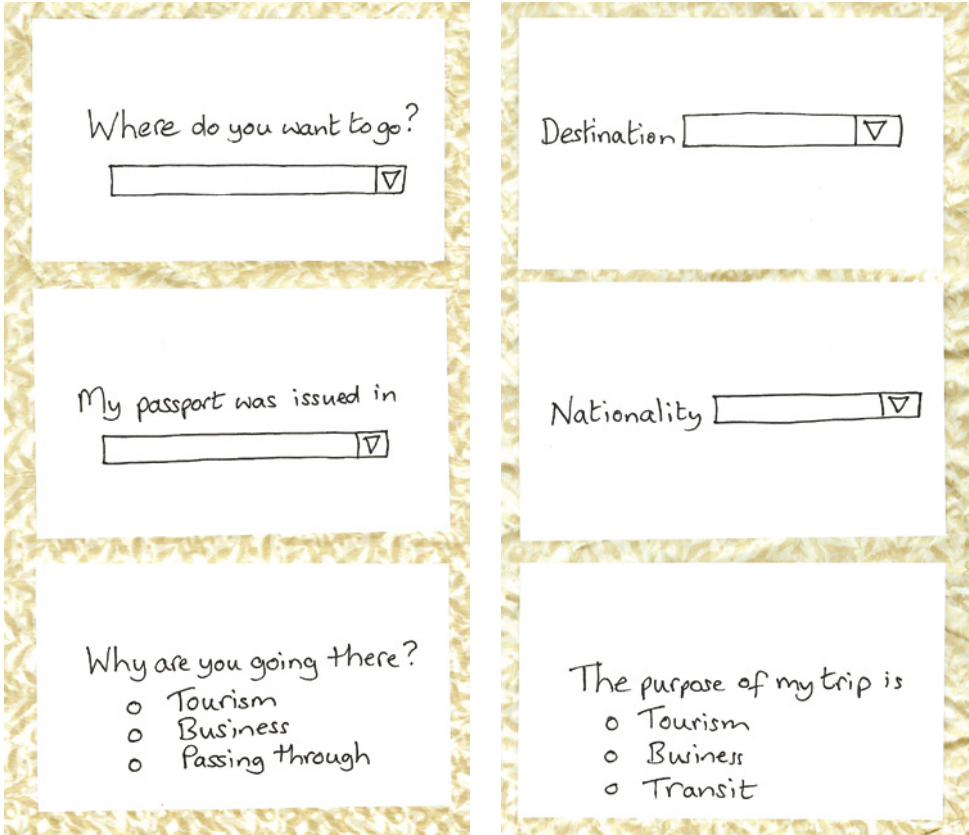 Where do you want to go?
My passport was issued in
Why are you going there?
Tourism
Business
Passing through
Destination
Nationality
The purpose of my trip is
Tourism
Business
Transit